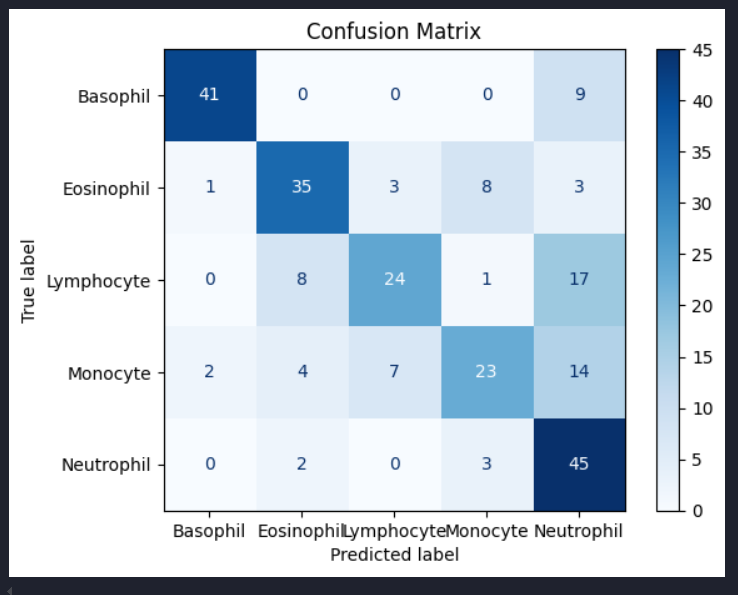 Confusion Matrix
Basophil 41 0 0 0 9 45
40
Eosinophil 1 35 3 8 3 35
30
True label Lymphocyte 0 8 24 1 17 25
20
Monocyte 2 4 7 23 14 15
10
Neutrophil 0 2 0 3 45 5
0
Basophil Eosinophil Lymphocyte Monocyte Neutrophil
Predicted label